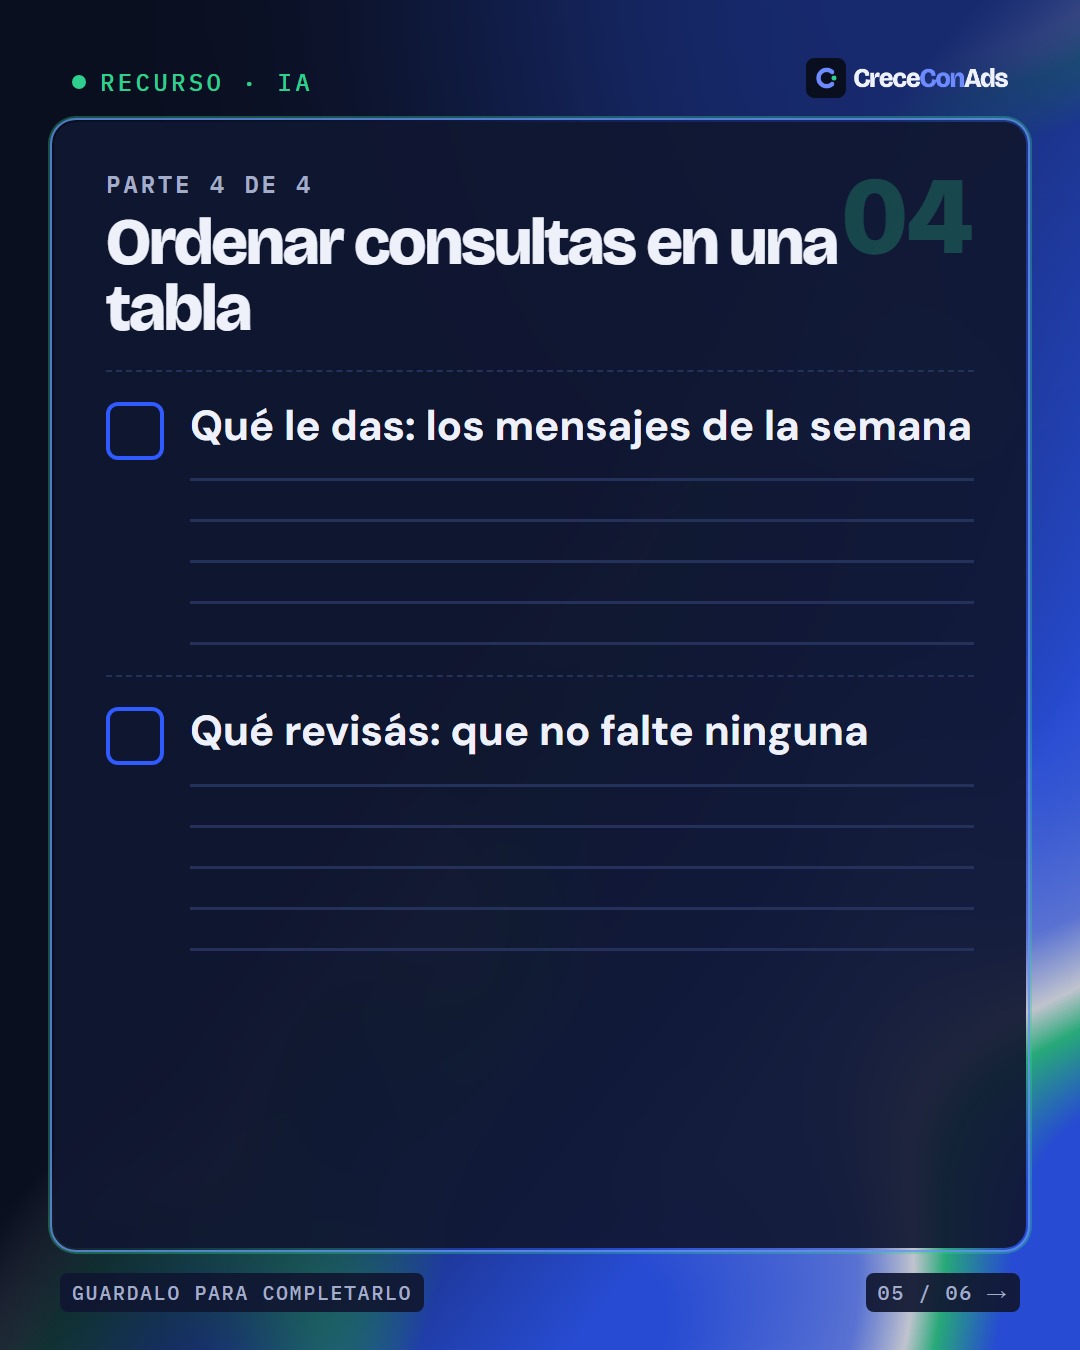 RECURSO · IA
CreceConAds
PARTE 4 DE 4
04
Ordenar consultas en una
tabla
Qué le das: los mensajes de la semana
Qué revisás: que no falte ninguna
GUARDALO PARA COMPLETARLO
05 / 06 →